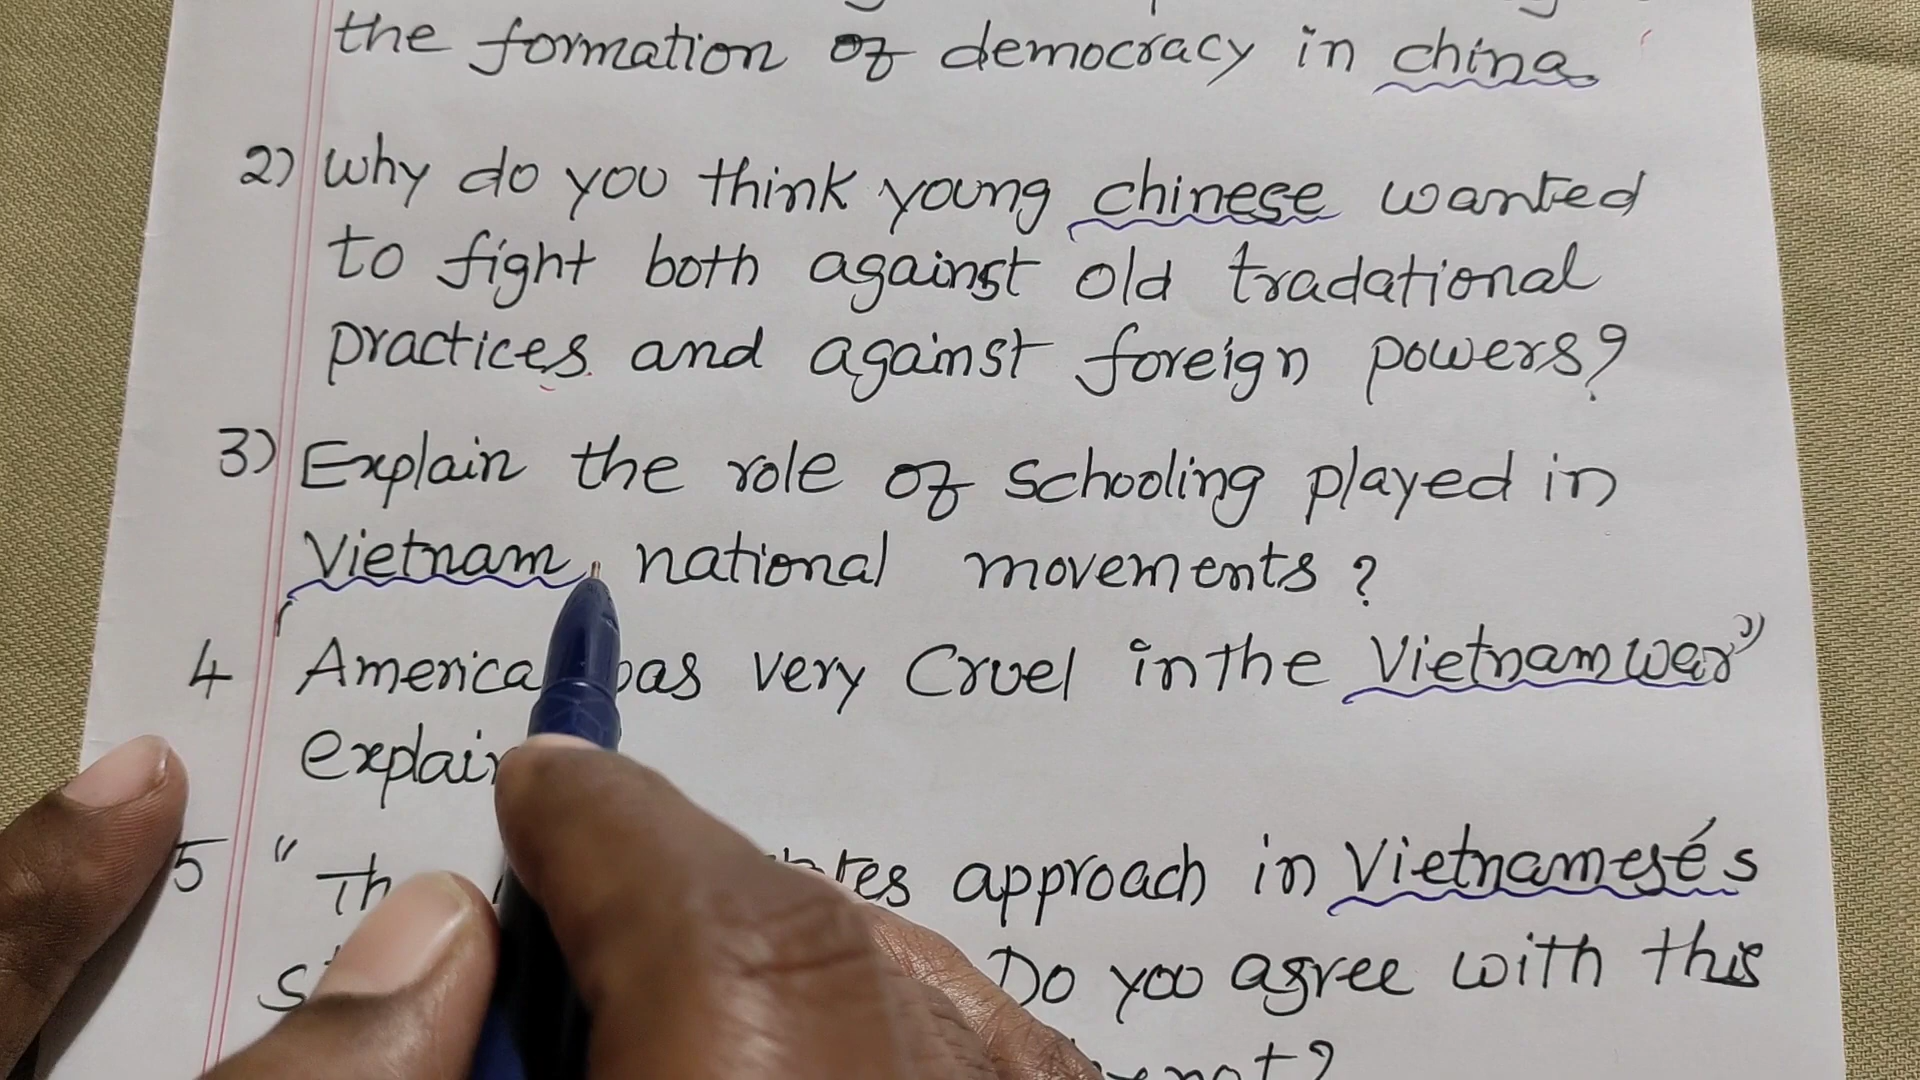 the formation of democracy in china.
2) Why do you think young chinese wanted
to fight both against old tradational
practices and against foreign powers?
3) Explain the role of schooling played in
Vietnam national movements ?
4 America was very Cruel in the Vietnam war"
explain
5 " approach in Vietnamesé s
Do you agree with this
not?